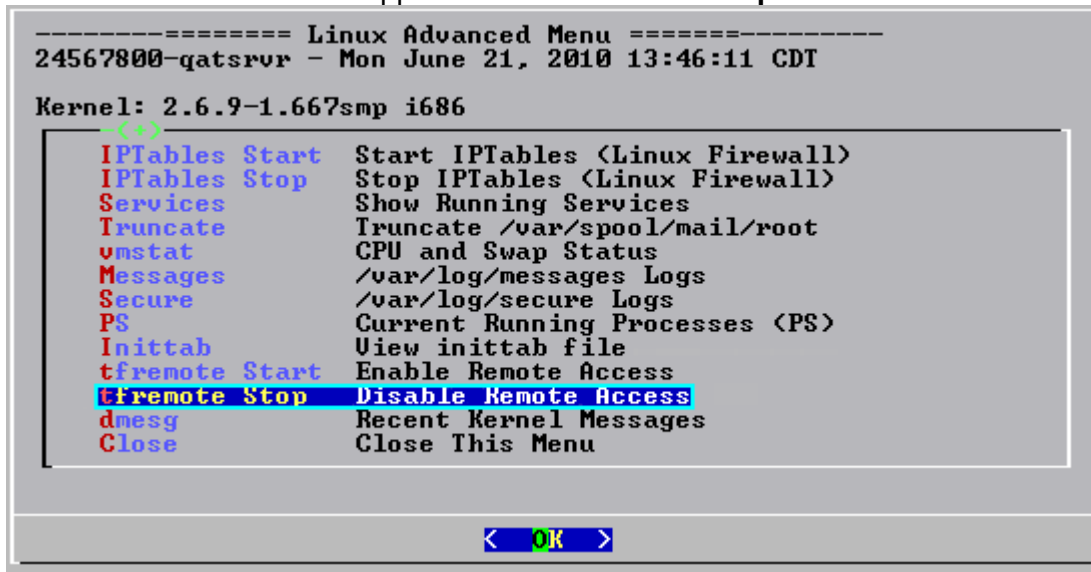 --------======== Linux Advanced Menu =======---------
24567800-qatsrvr - Mon June 21, 2010 13:46:11 CDT
Kernel: 2.6.9-1.667smp i686
-(+)
IPTables Start Start IPTables (Linux Firewall)
IPTables Stop Stop IPTables (Linux Firewall)
Services Show Running Services
Truncate Truncate /var/spool/mail/root
vmstat CPU and Swap Status
Messages /var/log/messages Logs
Secure /var/log/secure Logs
PS Current Running Processes (PS)
Inittab View inittab file
tfremote Start Enable Remote Access
tfremote Stop Disable Remote Access
dmesg Recent Kernel Messages
Close Close This Menu
< OK >